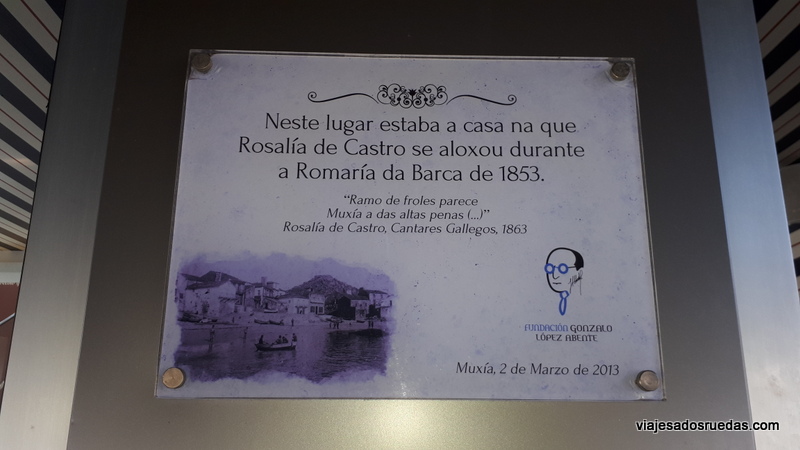 Neste lugar estaba a casa na que
Rosalía de Castro se aloxou durante
a Romaría da Barca de 1853.
“Ramo de froles parece
Muxía a das altas penas (...)”
Rosalía de Castro, Cantares Gallegos, 1863
FUNDACIÓN GONZALO
LÓPEZ ABENTE
Muxía, 2 de Marzo de 2013
viajesadosruedas.com